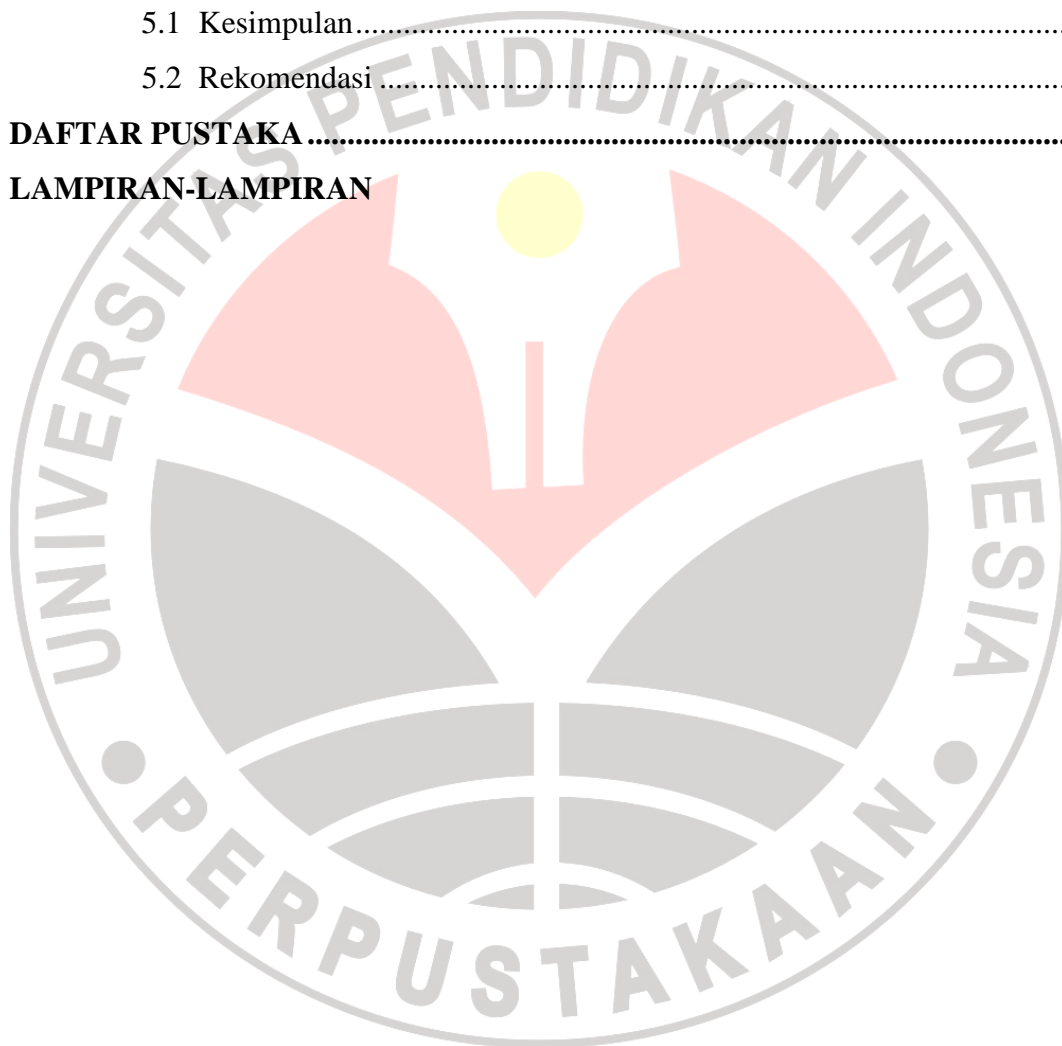 5.1 Kesimpulan........................................................................................
5.2 Rekomendasi ....................................................................................
DAFTAR PUSTAKA ..............................................................................................
LAMPIRAN-LAMPIRAN
UNIVERSITAS PENDIDIKAN INDONESIA
PERPUSTAKAAN